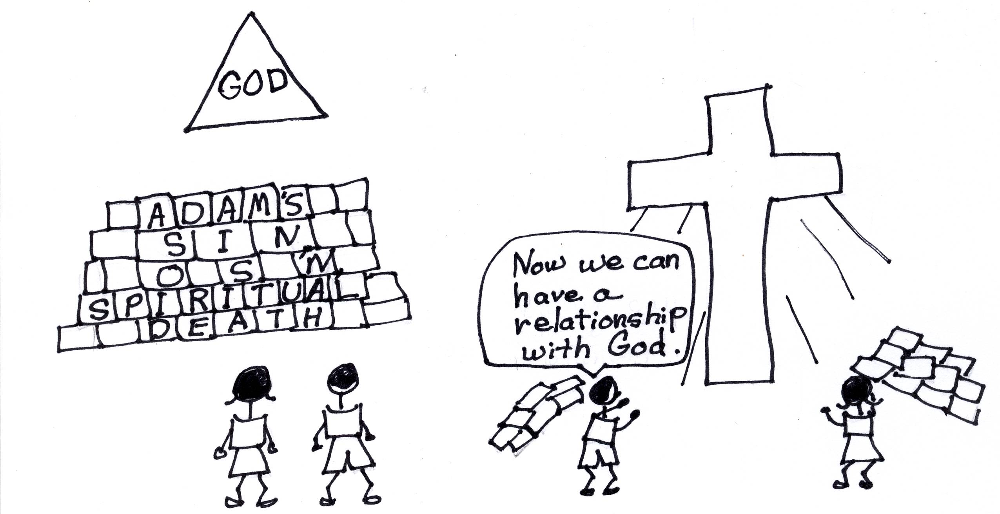 GOD
ADAM'S
SIN
O S 'N
SPIRITUAL
DEATH
Now we can
have a
relationship
with God.